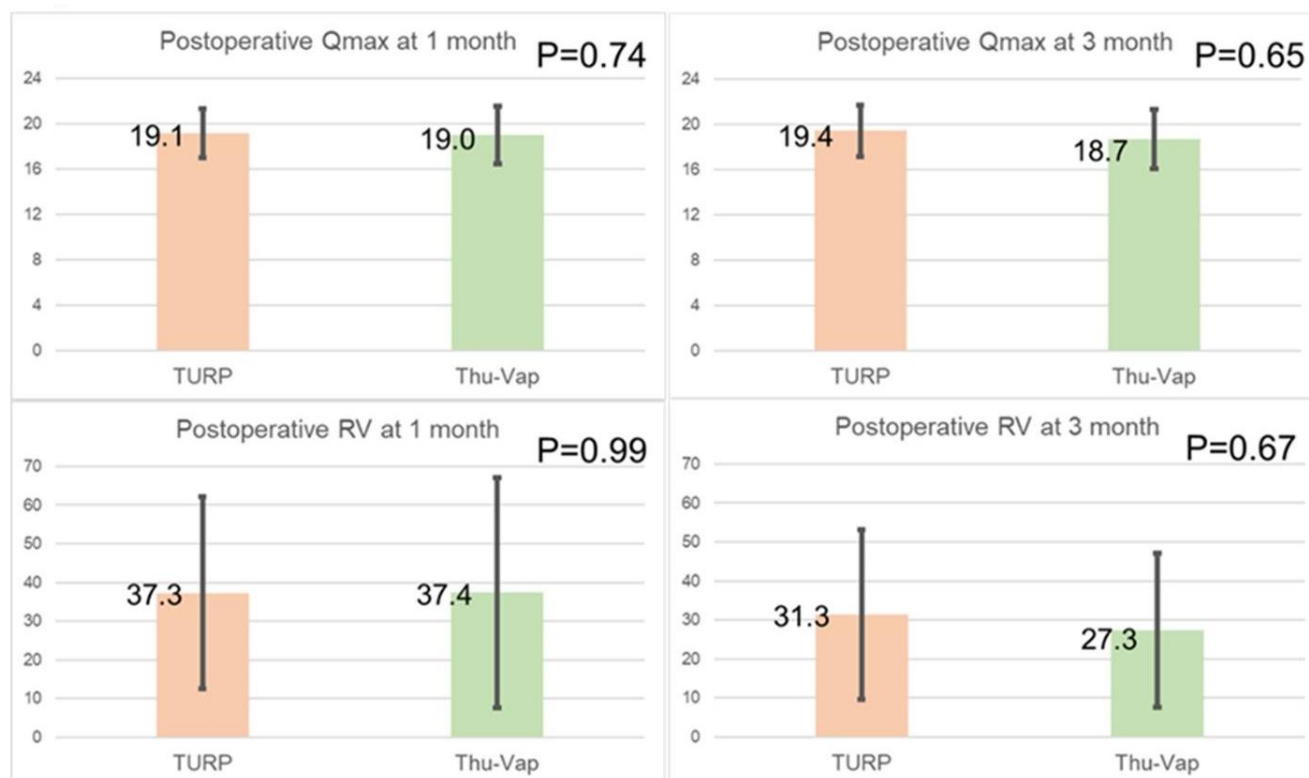 Postoperative Qmax at 1 month
P=0.74
24
20
16
12
8
4
0
19.1
19.0
TURP
Thu-Vap
Postoperative Qmax at 3 month
P=0.65
24
20
16
12
8
4
0
19.4
18.7
TURP
Thu-Vap
Postoperative RV at 1 month
P=0.99
70
60
50
40
30
20
10
0
37.3
37.4
TURP
Thu-Vap
Postoperative RV at 3 month
P=0.67
70
60
50
40
30
20
10
0
31.3
27.3
TURP
Thu-Vap